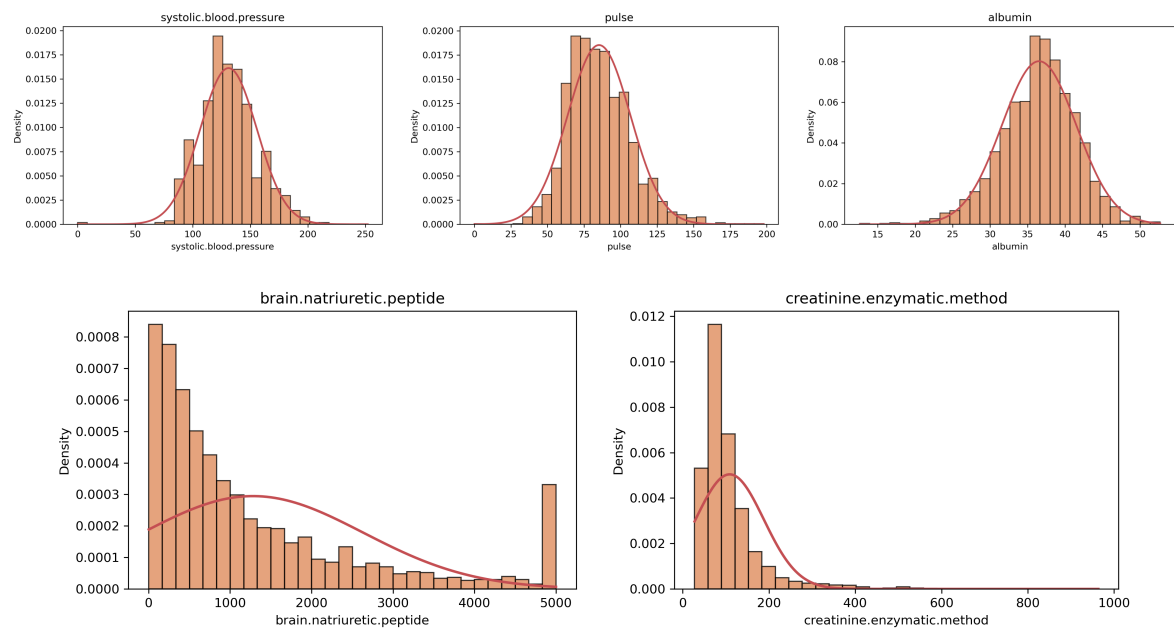 systolic.blood.pressure
pulse
albumin
0.0200
0.0175
0.0150
0.0125
0.0100
0.0075
0.0050
0.0025
0.0000
Density
0 50 100 150 200 250
systolic.blood.pressure
0.0200
0.0175
0.0150
0.0125
0.0100
0.0075
0.0050
0.0025
0.0000
Density
0 25 50 75 100 125 150 175 200
pulse
0.08
0.06
0.04
0.02
0.00
Density
15 20 25 30 35 40 45 50
albumin
brain.natriuretic.peptide
creatinine.enzymatic.method
0.0008
0.0007
0.0006
0.0005
0.0004
0.0003
0.0002
0.0001
0.0000
Density
0 1000 2000 3000 4000 5000
brain.natriuretic.peptide
0.012
0.010
0.008
0.006
0.004
0.002
0.000
Density
0 200 400 600 800 1000
creatinine.enzymatic.method